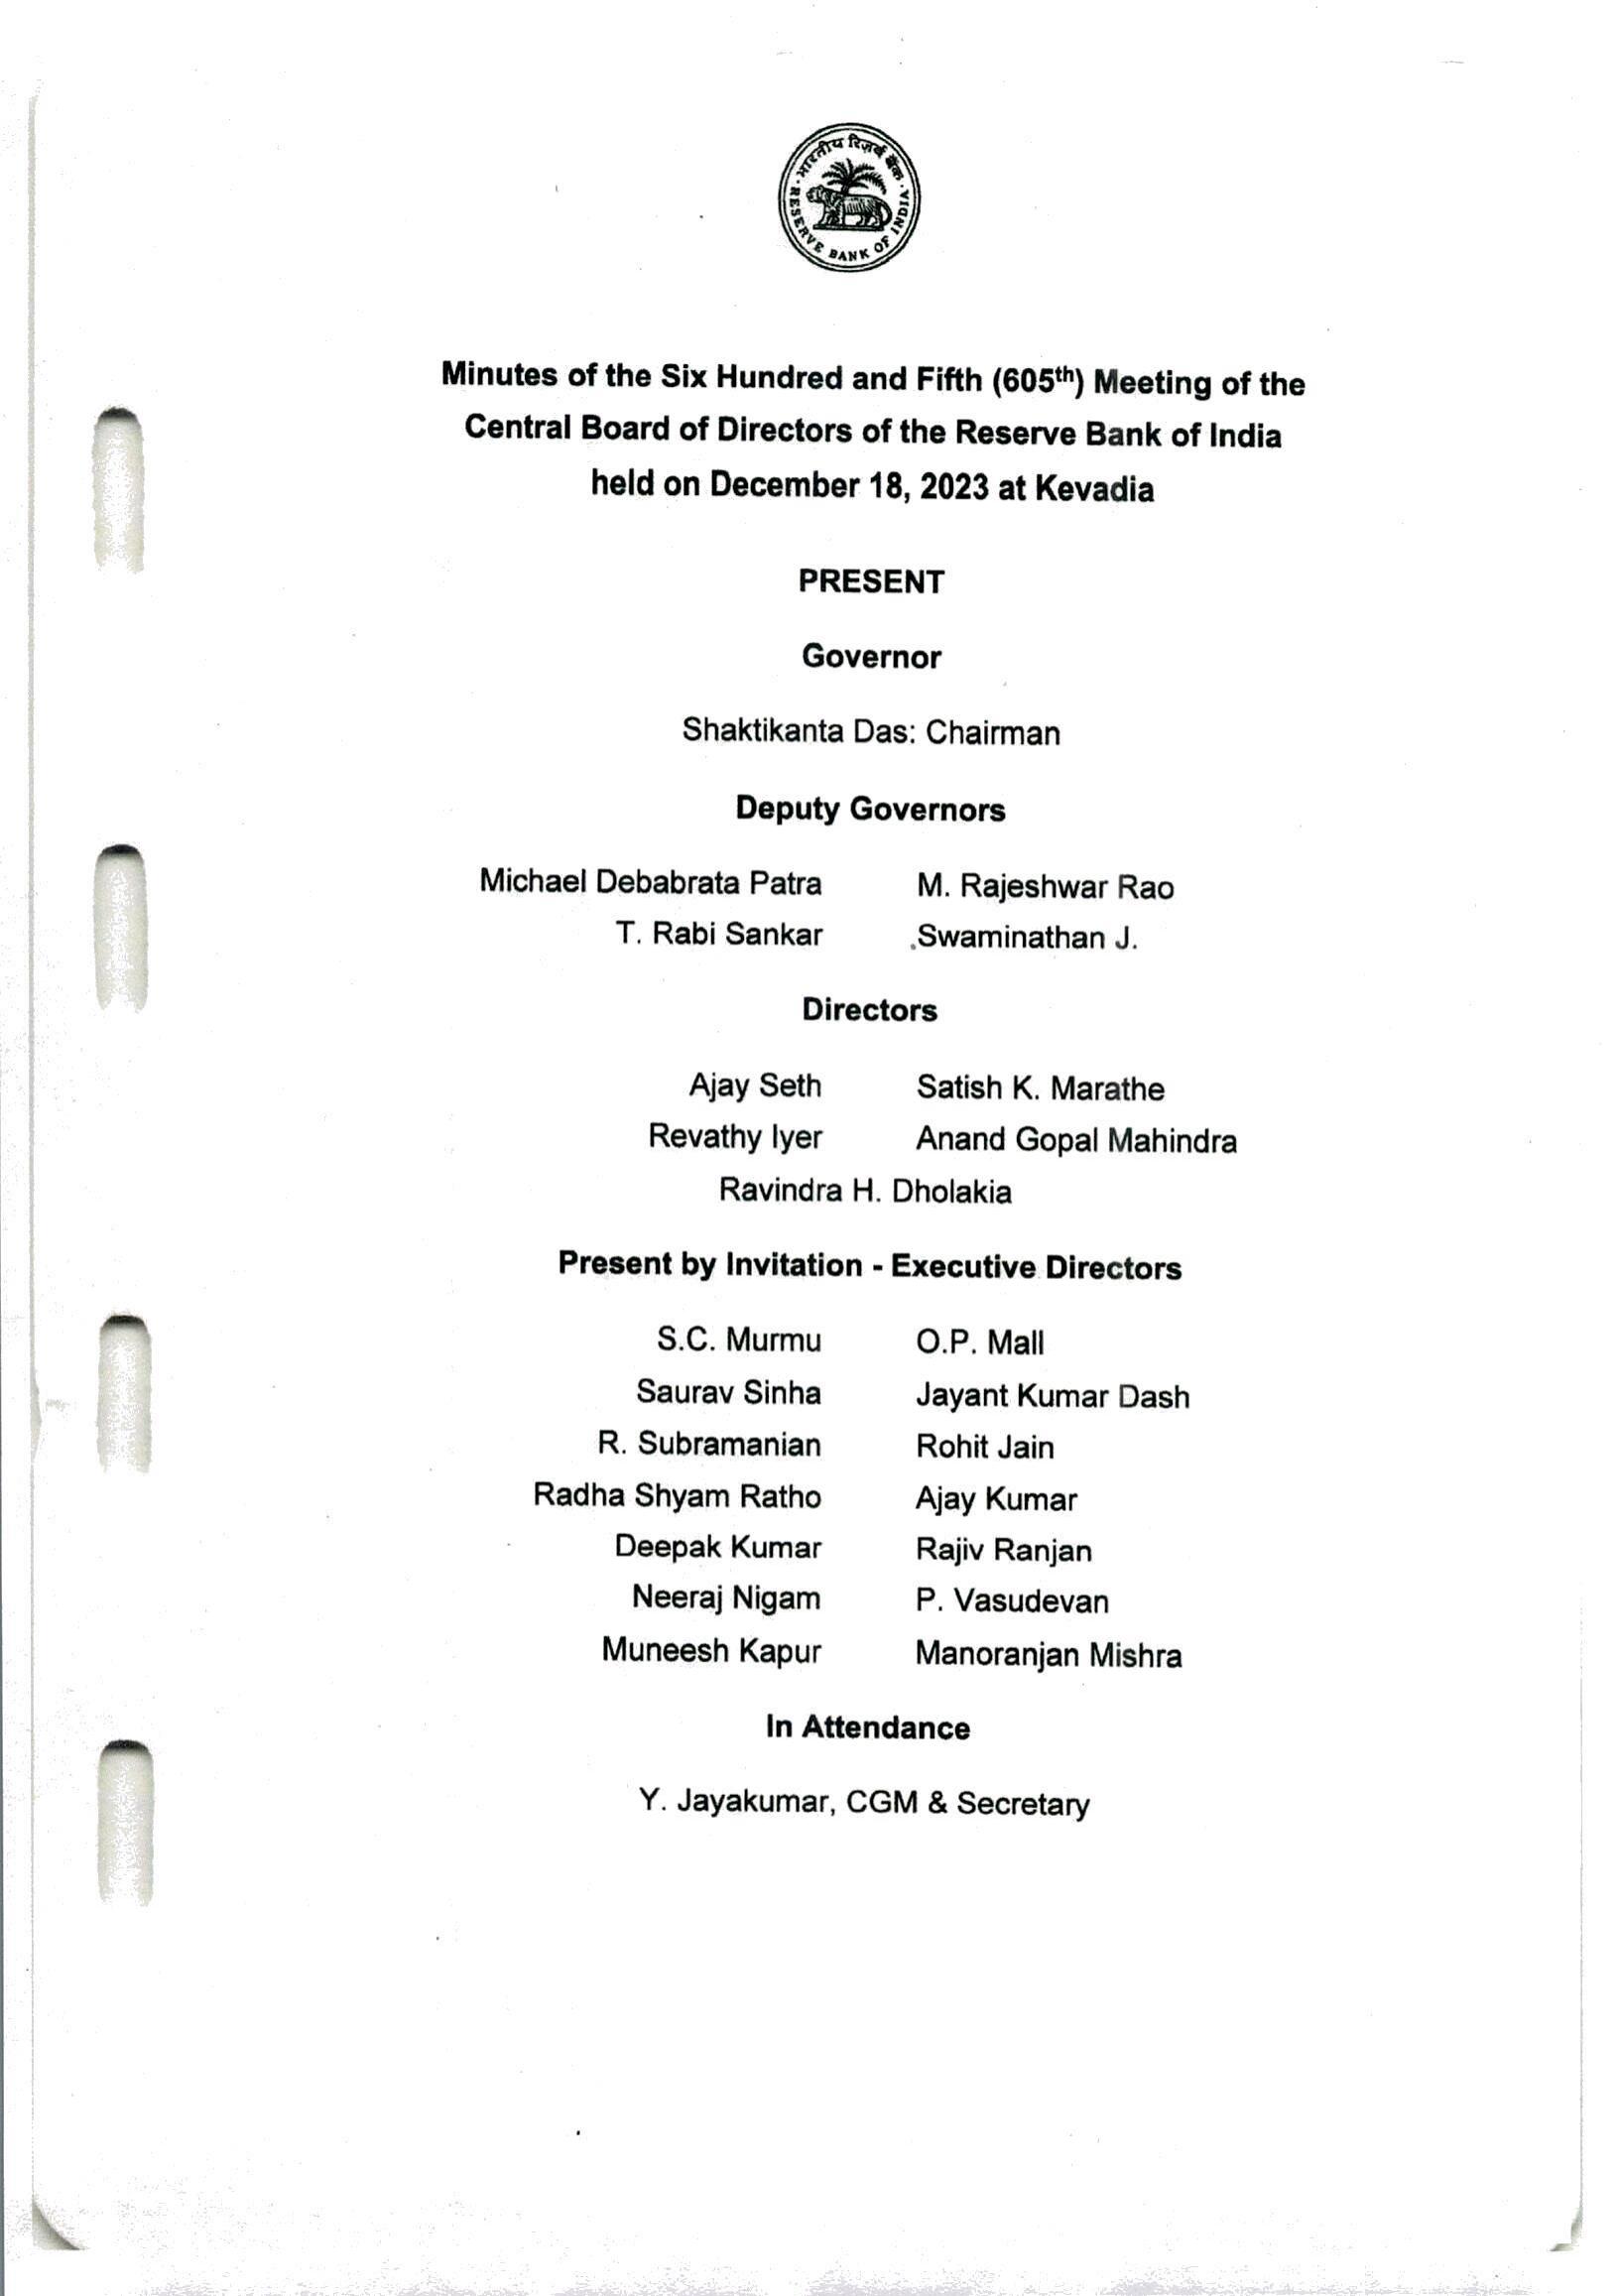 भारतीय रिज़र्व बैंक
RESERVE BANK OF INDIA
Minutes of the Six Hundred and Fifth (605th) Meeting of the
Central Board of Directors of the Reserve Bank of India
held on December 18, 2023 at Kevadia
PRESENT
Governor
Shaktikanta Das: Chairman
Deputy Governors
Michael Debabrata Patra M. Rajeshwar Rao
T. Rabi Sankar Swaminathan J.
Directors
Ajay Seth Satish K. Marathe
Revathy Iyer Anand Gopal Mahindra
Ravindra H. Dholakia
Present by Invitation - Executive Directors
S.C. Murmu O.P. Mall
Saurav Sinha Jayant Kumar Dash
R. Subramanian Rohit Jain
Radha Shyam Ratho Ajay Kumar
Deepak Kumar Rajiv Ranjan
Neeraj Nigam P. Vasudevan
Muneesh Kapur Manoranjan Mishra
In Attendance
Y. Jayakumar, CGM & Secretary